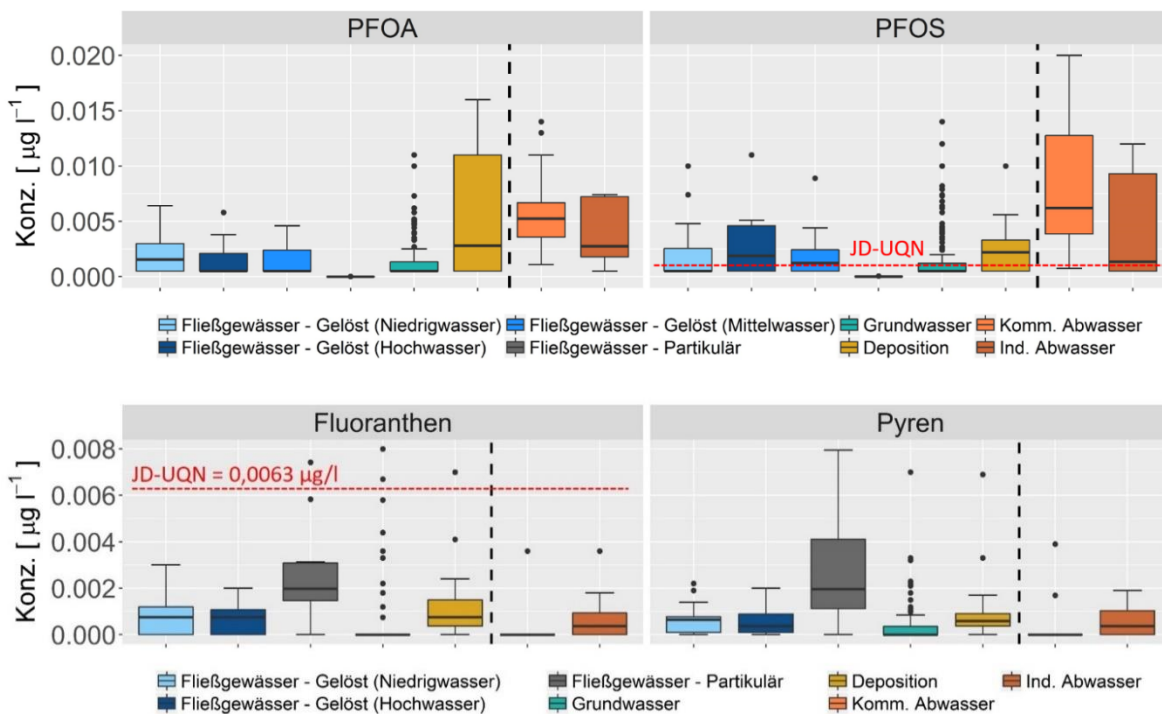 PFOA PFOS
Konz. [ µg l⁻¹ ]
0.020
0.015
0.010
0.005
0.000
JD-UQN
Fließgewässer - Gelöst (Niedrigwasser) Fließgewässer - Gelöst (Mittelwasser) Grundwasser Komm. Abwasser
Fließgewässer - Gelöst (Hochwasser) Fließgewässer - Partikulär Deposition Ind. Abwasser
Fluoranthen Pyren
Konz. [ µg l⁻¹ ]
0.008
JD-UQN = 0,0063 µg/l
0.006
0.004
0.002
0.000
Fließgewässer - Gelöst (Niedrigwasser) Fließgewässer - Partikulär Deposition Ind. Abwasser
Fließgewässer - Gelöst (Hochwasser) Grundwasser Komm. Abwasser